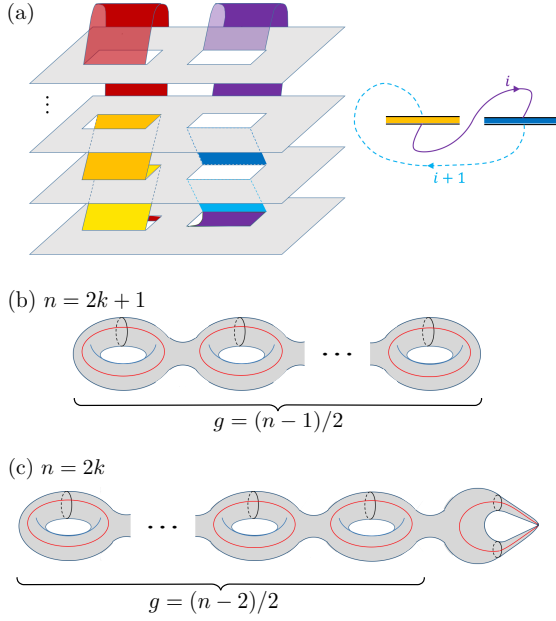 (a)
⋮
i
i + 1
(b) n = 2k + 1
...
g = (n − 1)/2
(c) n = 2k
...
g = (n − 2)/2